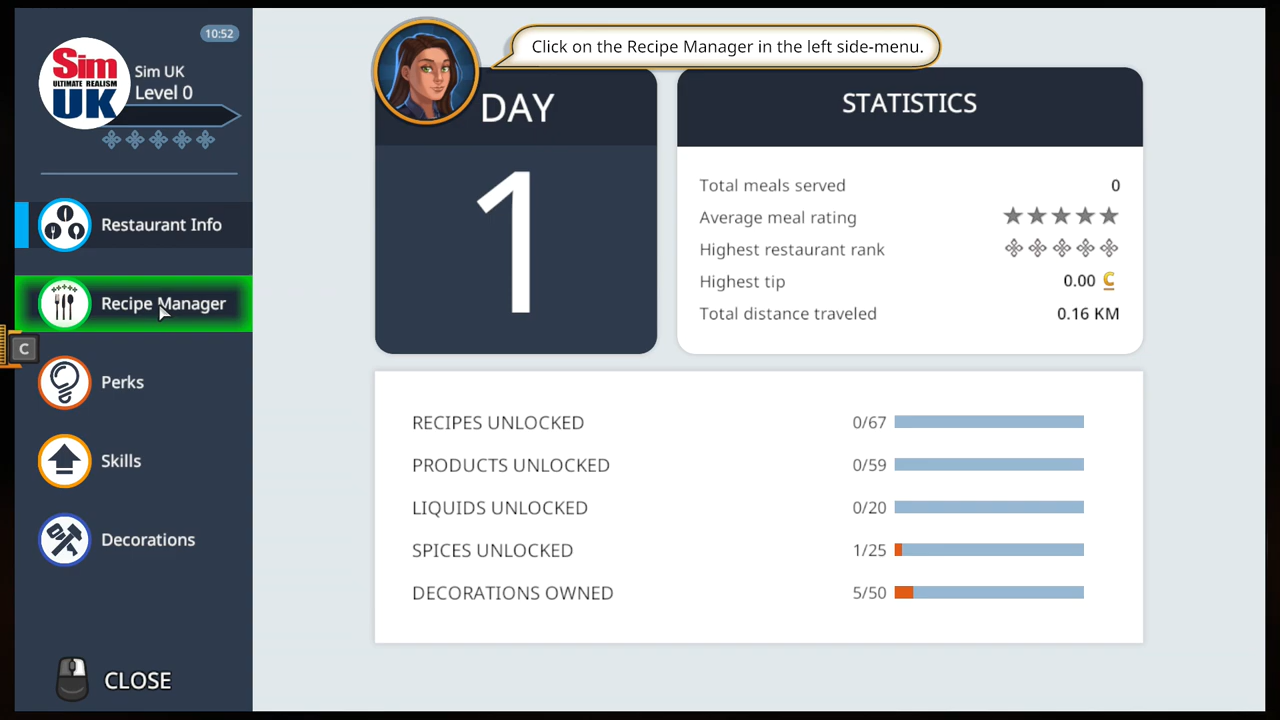 10:52
Sim
ULTIMATE REALISM
UK
Sim UK
Level 0
Restaurant Info
Recipe Manager
C
Perks
Skills
Decorations
CLOSE
Click on the Recipe Manager in the left side-menu.
DAY
1
STATISTICS
Total meals served 0
Average meal rating
Highest restaurant rank
Highest tip 0.00 C
Total distance traveled 0.16 KM
RECIPES UNLOCKED 0/67
PRODUCTS UNLOCKED 0/59
LIQUIDS UNLOCKED 0/20
SPICES UNLOCKED 1/25
DECORATIONS OWNED 5/50